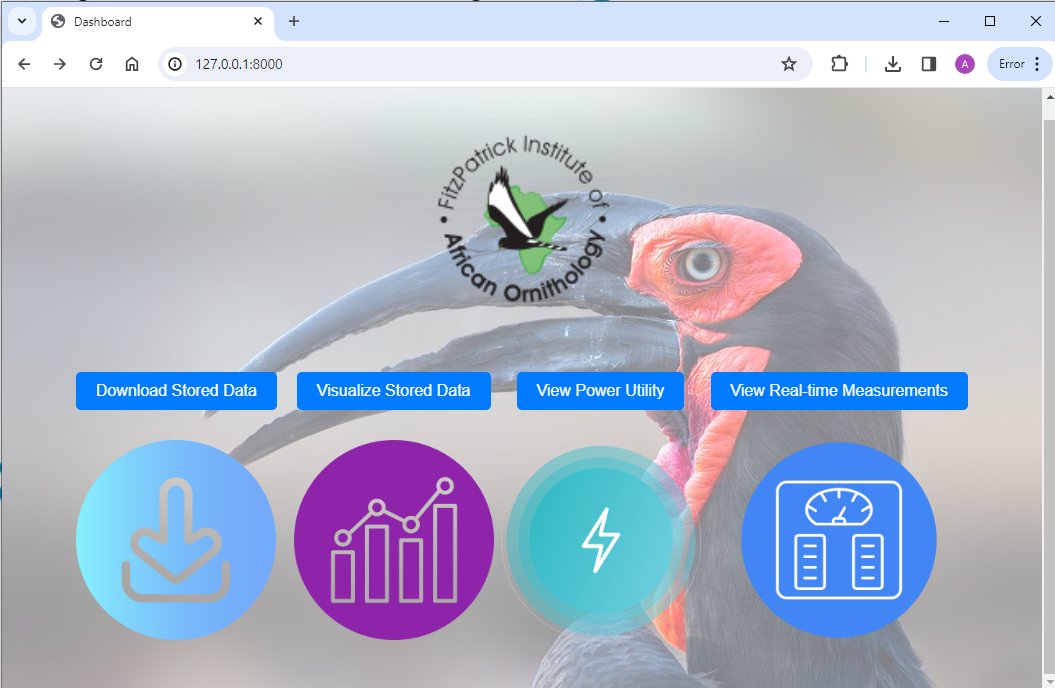 Dashboard
127.0.0.1:8000
A
Error
FitzPatrick Institute of
African Ornithology
Download Stored Data
Visualize Stored Data
View Power Utility
View Real-time Measurements